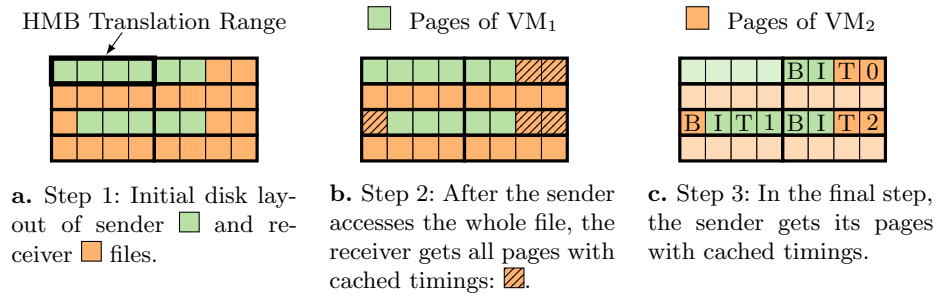 HMB Translation Range
Pages of VM1
Pages of VM2
B I T 0
B I T 1 B I T 2
a. Step 1: Initial disk lay-
out of sender and re-
ceiver files.
b. Step 2: After the sender
accesses the whole file, the
receiver gets all pages with
cached timings: .
c. Step 3: In the final step,
the sender gets its pages
with cached timings.